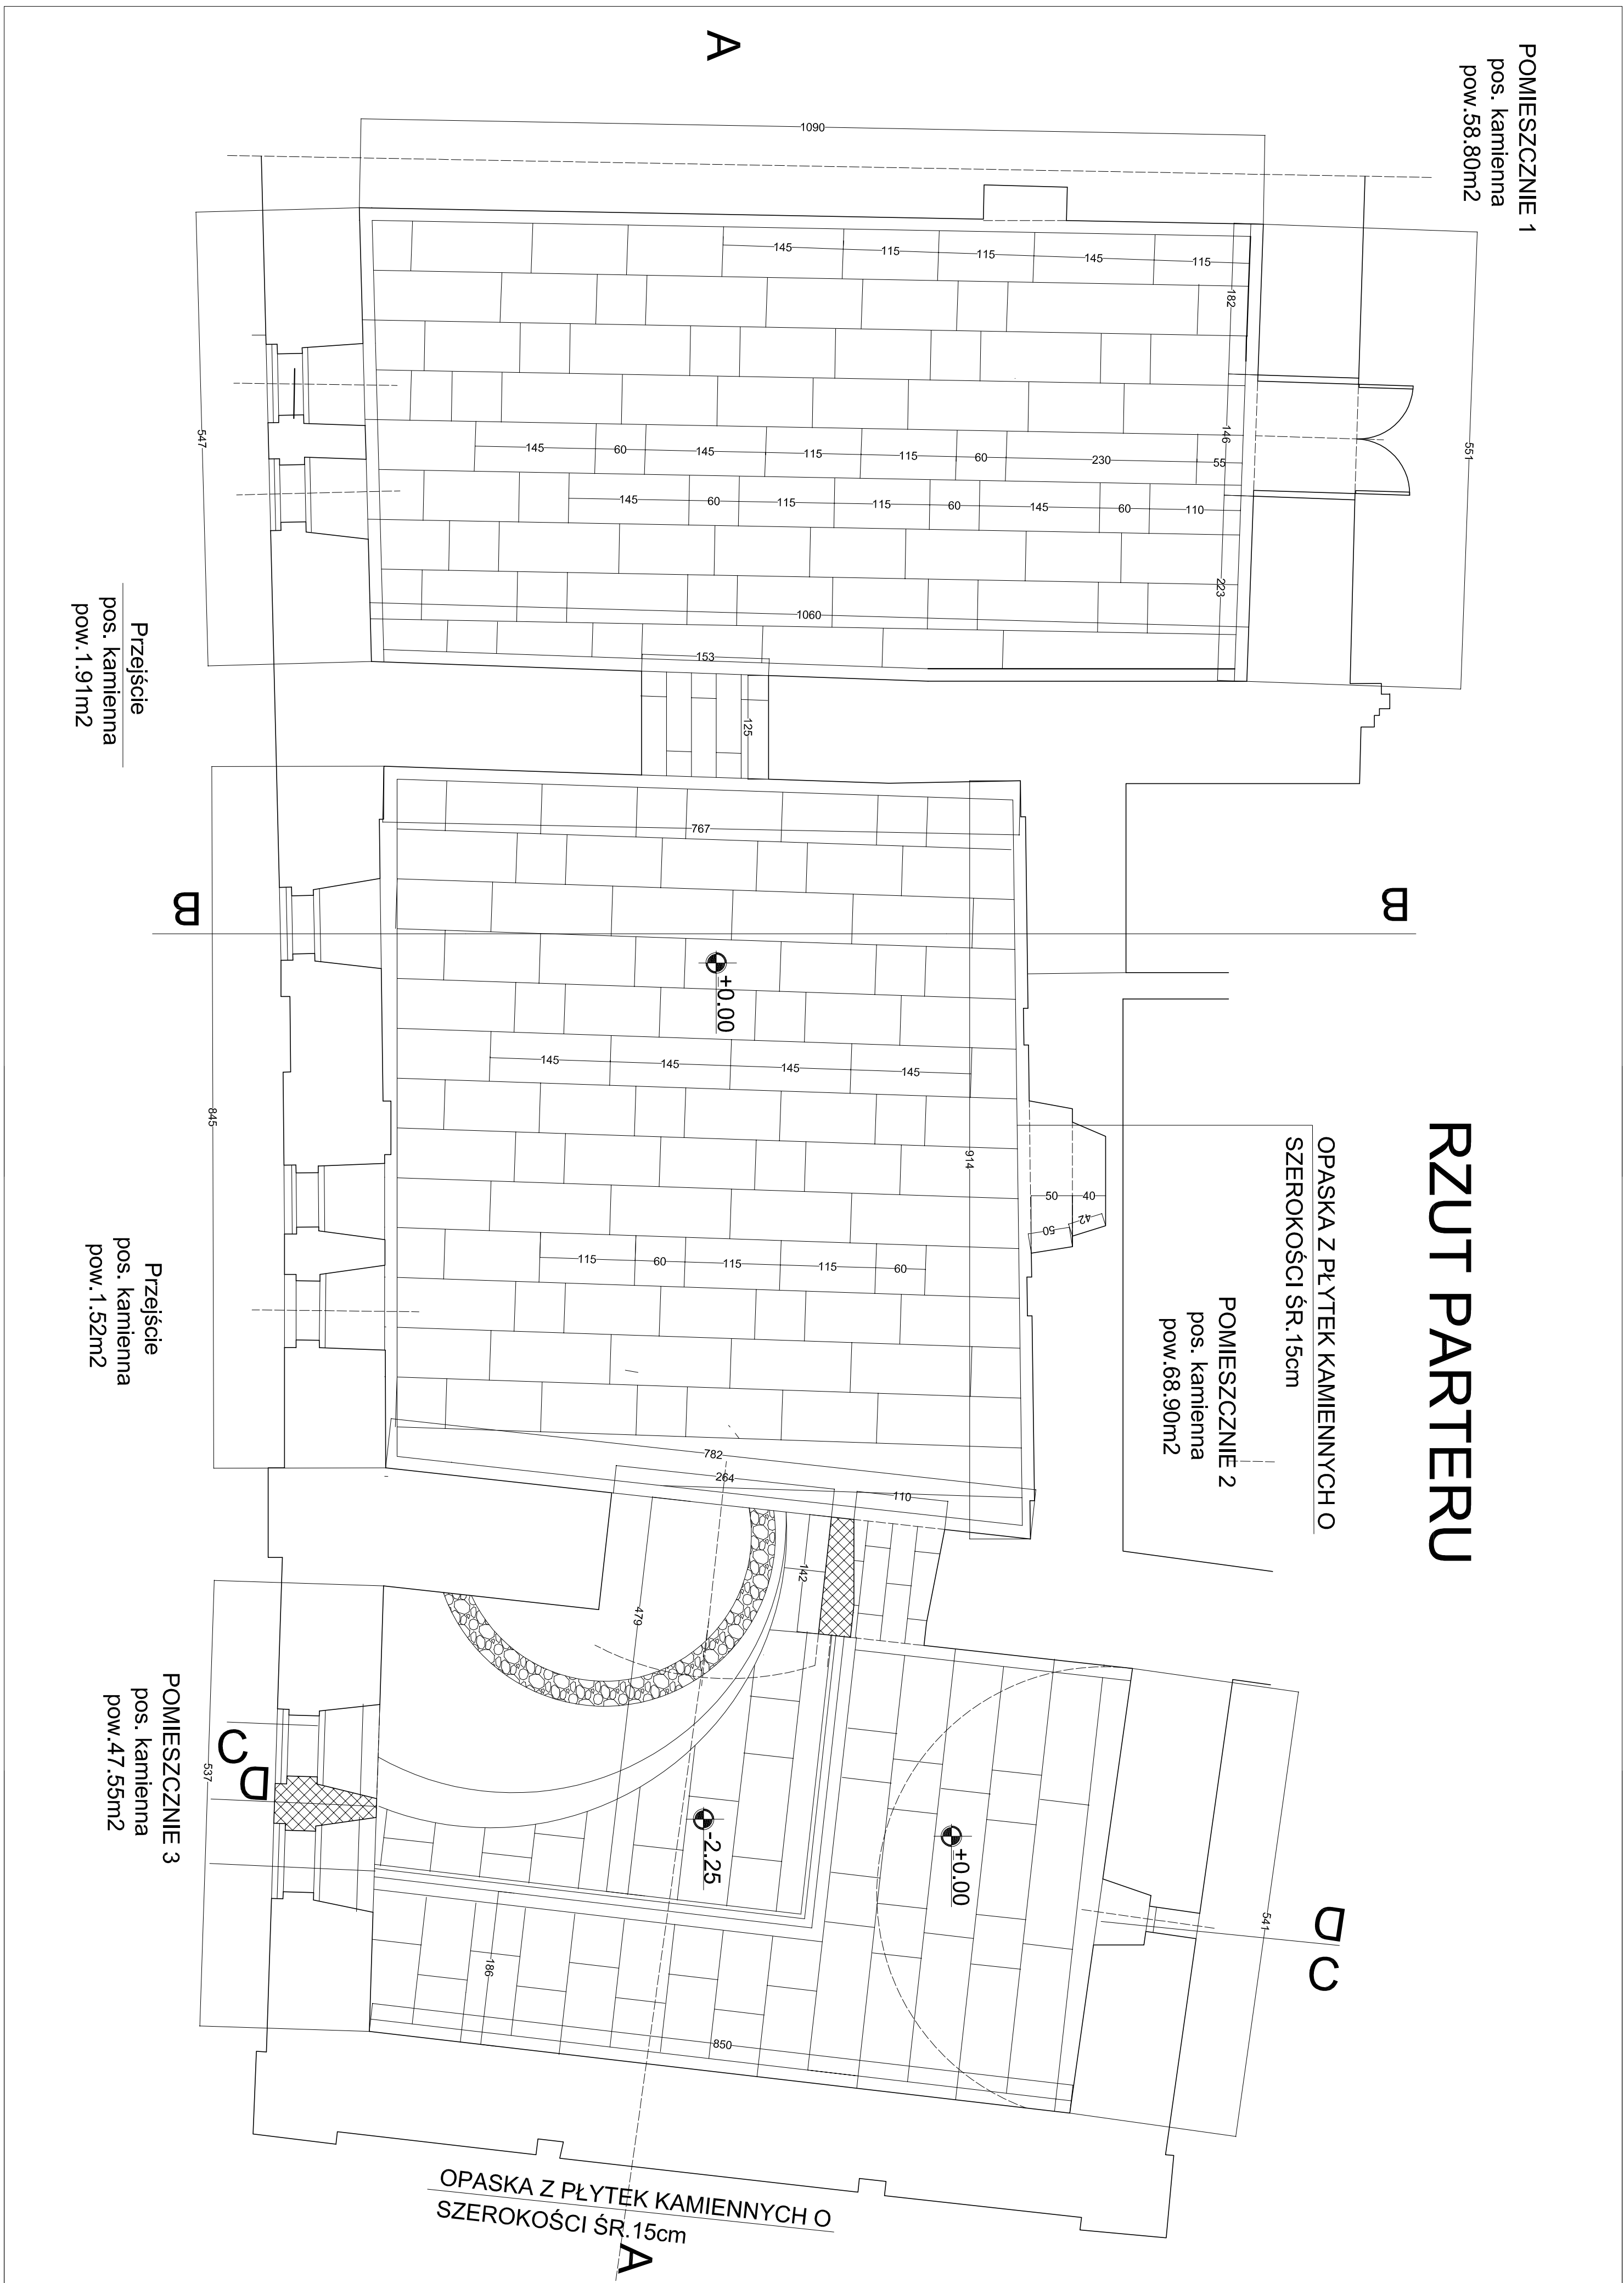 RZUT PARTERU
POMIESZCZNIE 1
pos. kamienna
pow.58.80m2
OPASKA Z PŁYTEK KAMIENNYCH O
SZEROKOŚCI ŚR.15cm
POMIESZCZNIE 2
pos. kamienna
pow.68.90m2
Przejście
pos. kamienna
pow.1.91m2
Przejście
pos. kamienna
pow.1.52m2
POMIESZCZNIE 3
pos. kamienna
pow.47.55m2
OPASKA Z PŁYTEK KAMIENNYCH O
SZEROKOŚCI ŚR.15cm
A
A
B
B
C
D
D
C
+0.00
-2.25
+0.00
1090
547
551
145
115
115
145
115
182
146
223
145
60
145
115
115
60
230
55
145
60
115
115
60
145
60
110
1060
153
125
767
845
914
145
145
145
145
50
40
50
42
115
60
115
115
60
782
264
110
142
479
537
541
186
850